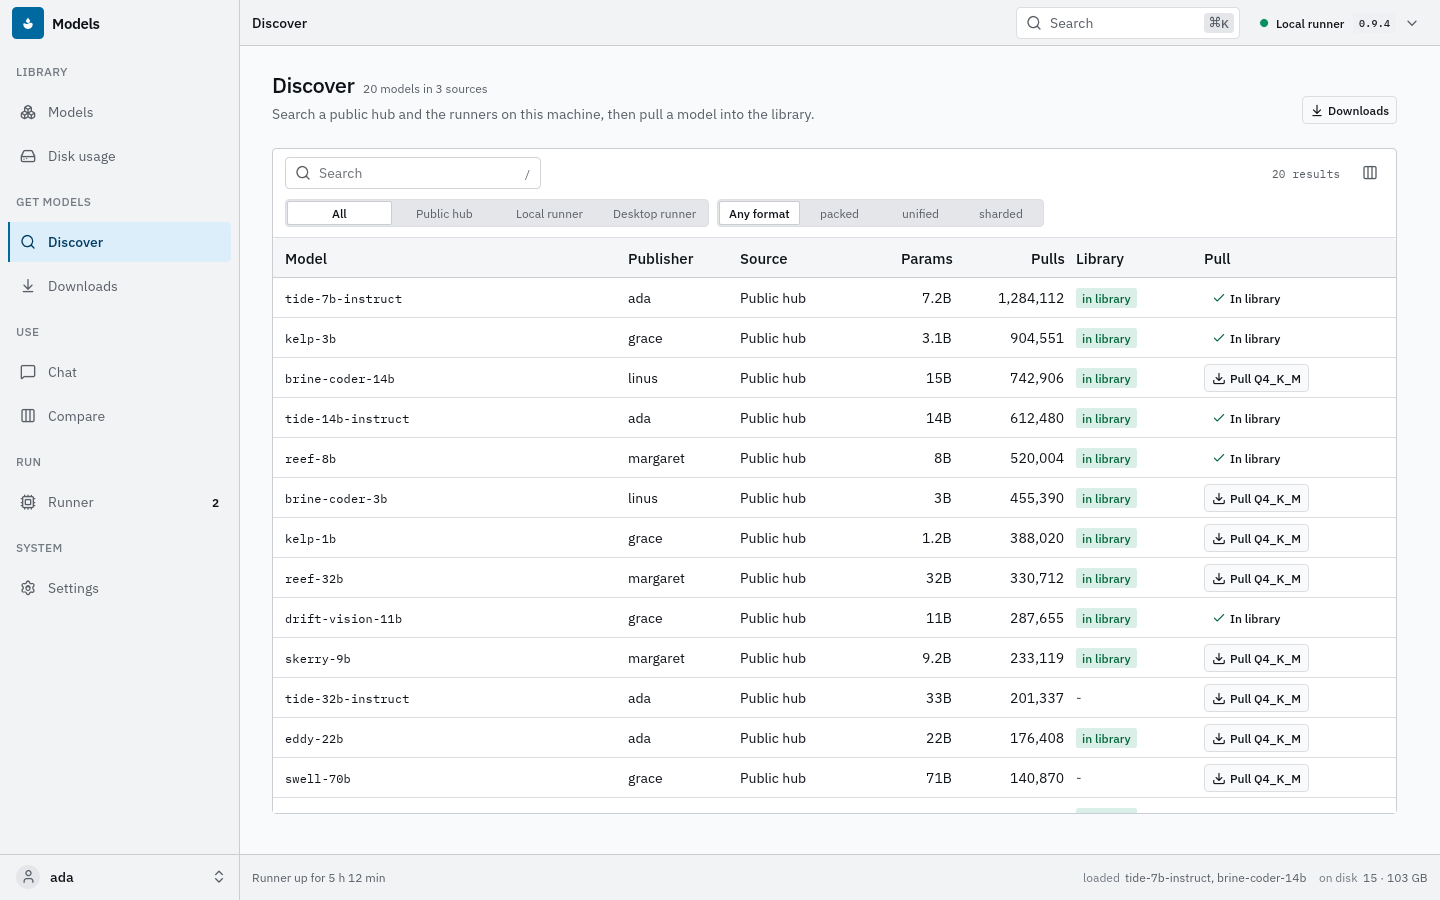 Models
LIBRARY
Models
Disk usage
GET MODELS
Discover
Downloads
USE
Chat
Compare
RUN
Runner 2
SYSTEM
Settings
ada
Discover
Search ⌘K
Local runner 0.9.4
Discover 20 models in 3 sources
Search a public hub and the runners on this machine, then pull a model into the library.
Downloads
Search /
20 results
All Public hub Local runner Desktop runner Any format packed unified sharded
Model Publisher Source Params Pulls Library Pull
tide-7b-instruct ada Public hub 7.2B 1,284,112 in library In library
kelp-3b grace Public hub 3.1B 904,551 in library In library
brine-coder-14b linus Public hub 15B 742,906 in library Pull Q4_K_M
tide-14b-instruct ada Public hub 14B 612,480 in library In library
reef-8b margaret Public hub 8B 520,004 in library In library
brine-coder-3b linus Public hub 3B 455,390 in library Pull Q4_K_M
kelp-1b grace Public hub 1.2B 388,020 in library Pull Q4_K_M
reef-32b margaret Public hub 32B 330,712 in library Pull Q4_K_M
drift-vision-11b grace Public hub 11B 287,655 in library In library
skerry-9b margaret Public hub 9.2B 233,119 in library Pull Q4_K_M
tide-32b-instruct ada Public hub 33B 201,337 - Pull Q4_K_M
eddy-22b ada Public hub 22B 176,408 in library Pull Q4_K_M
swell-70b grace Public hub 71B 140,870 - Pull Q4_K_M
Runner up for 5 h 12 min
loaded tide-7b-instruct, brine-coder-14b on disk 15 · 103 GB